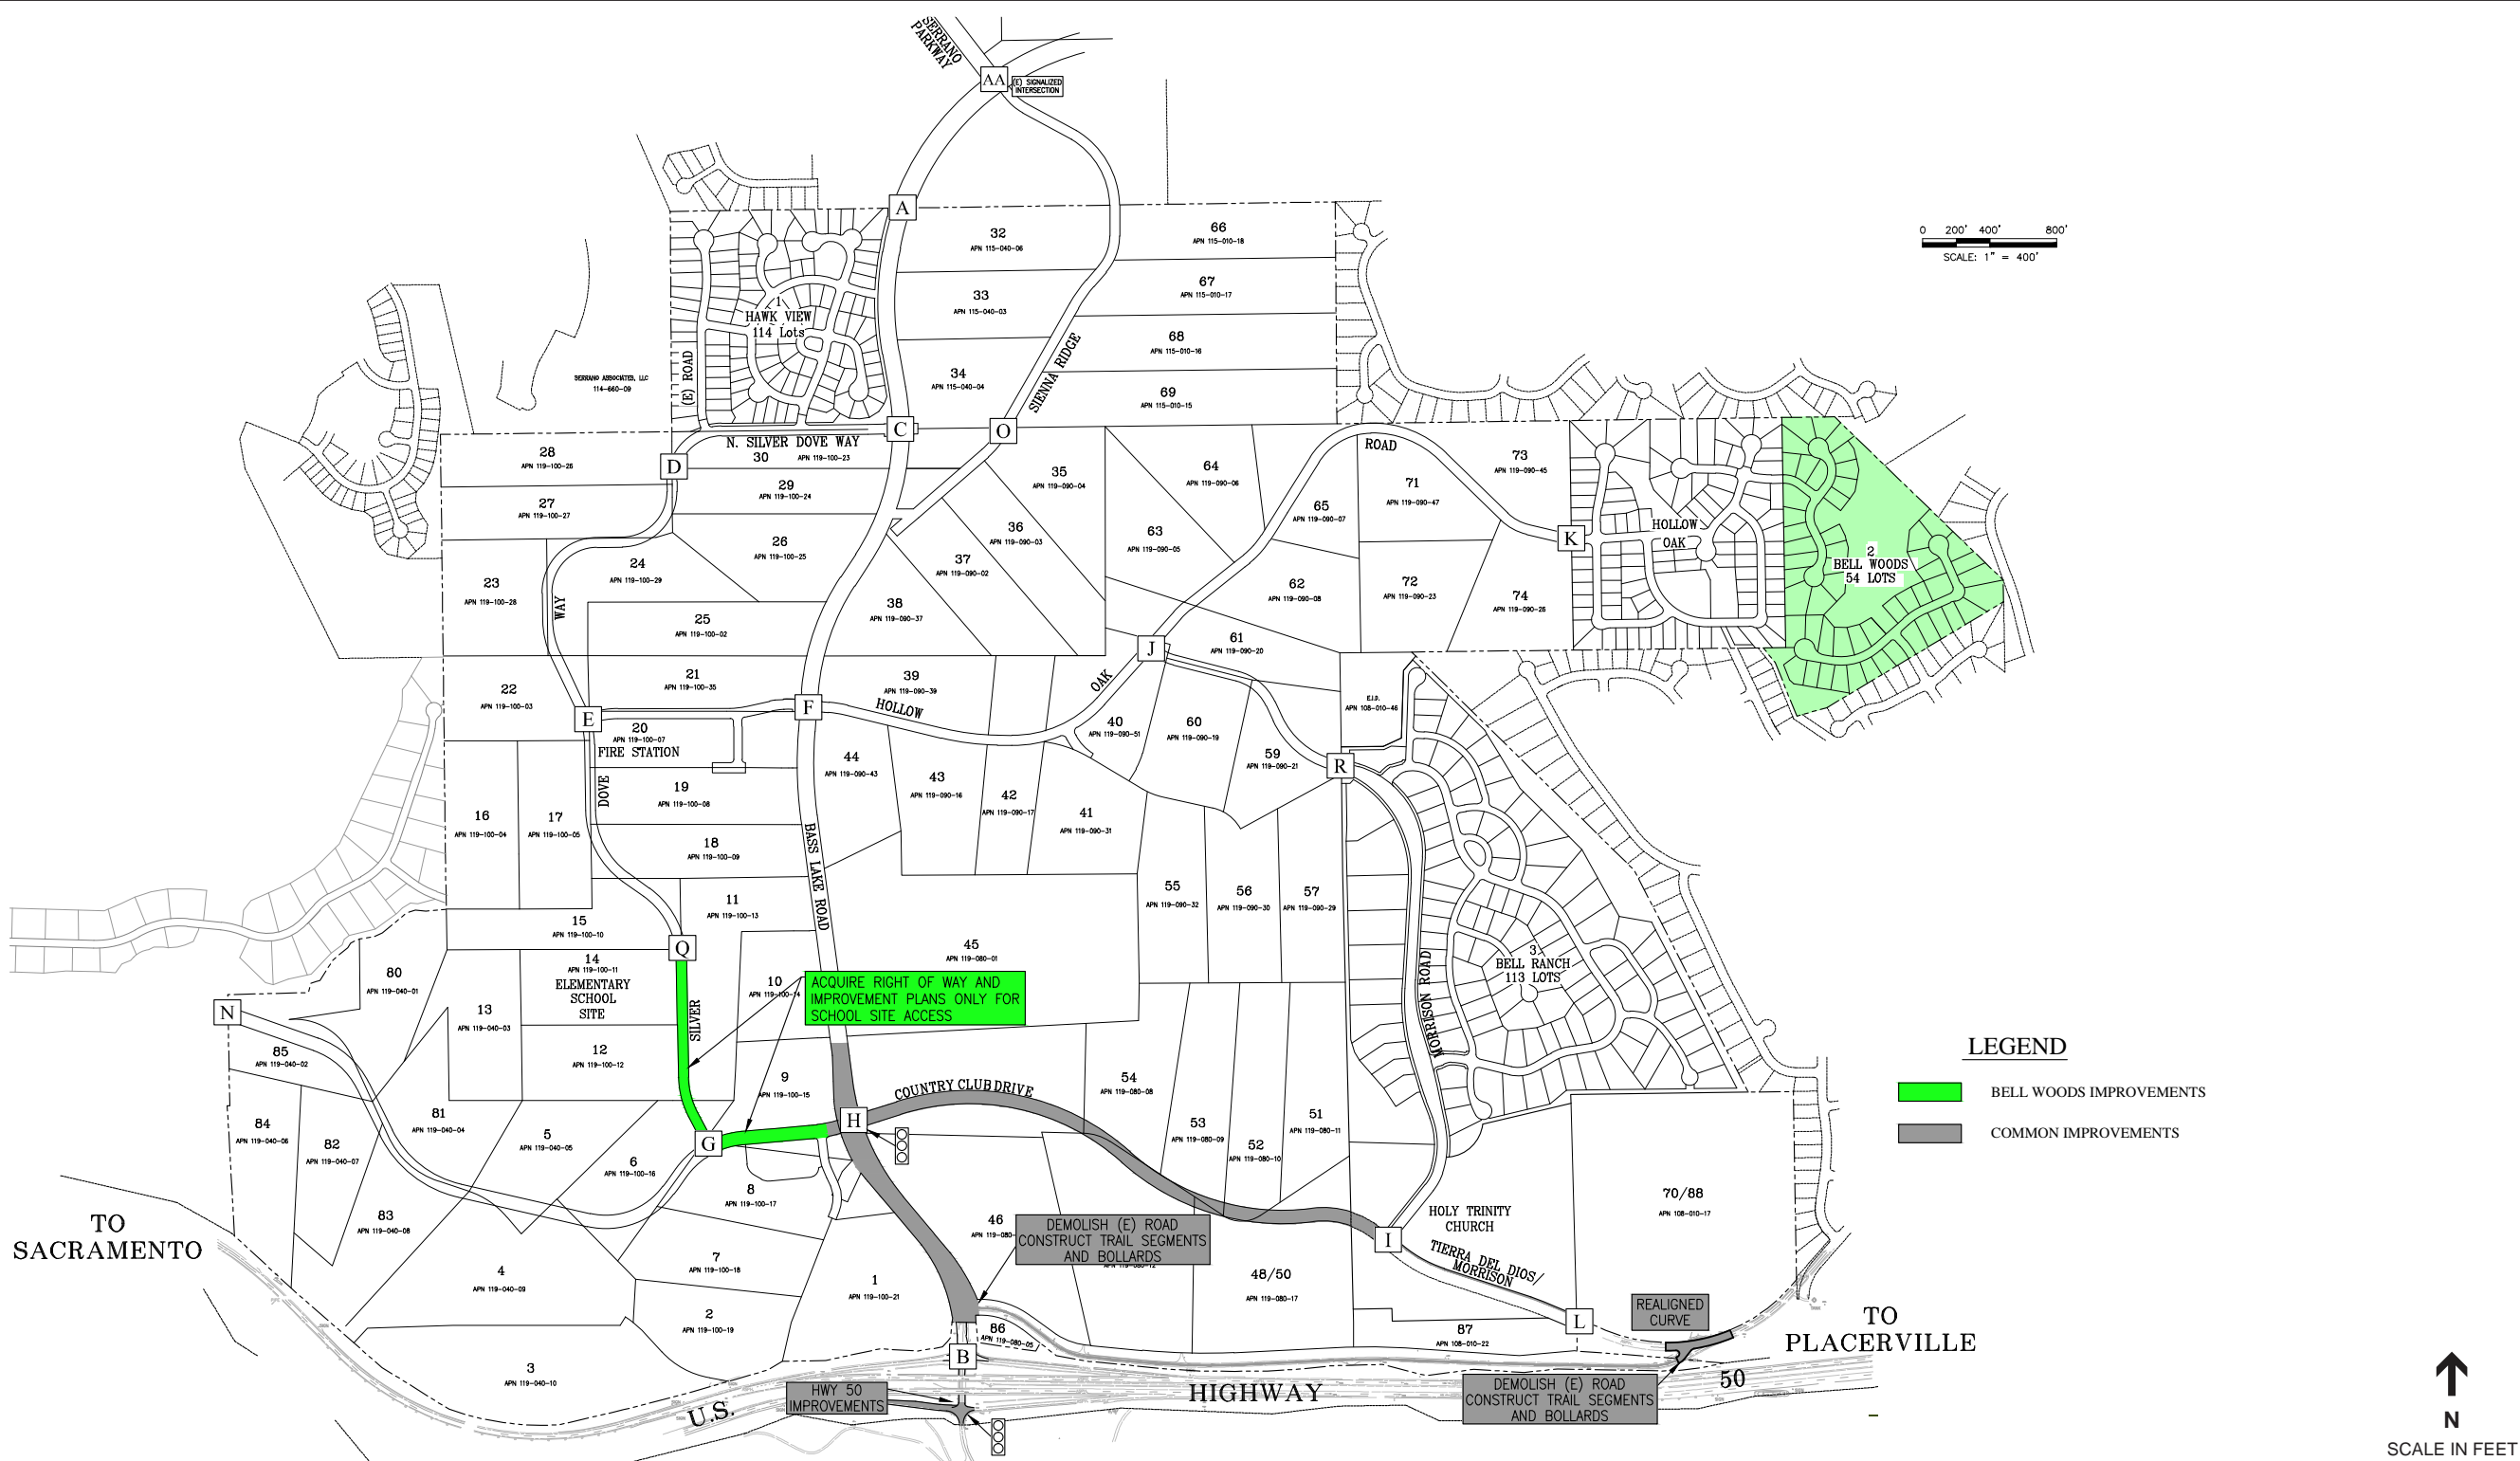 SERRANO
PARKWAY
AA
(E) SIGNALIZED
INTERSECTION
A
32
APN 115-040-06
66
APN 115-010-18
0 200' 400' 800'
SCALE: 1" = 400'
67
APN 115-010-17
33
APN 115-040-03
1
HAWK VIEW
114 Lots
68
APN 115-010-16
SIENNA RIDGE
34
APN 115-040-04
69
APN 115-010-15
SERRANO ASSOCIATES, LLC
114-660-09
(E) ROAD
C
O
N. SILVER DOVE WAY
30
APN 119-100-23
D
28
APN 119-100-26
29
APN 119-100-24
27
APN 119-100-27
26
APN 119-100-25
35
APN 119-090-04
36
APN 119-090-03
37
APN 119-090-02
64
APN 119-090-06
63
APN 119-090-05
65
APN 119-090-07
ROAD
71
APN 119-090-47
73
APN 119-090-45
K
HOLLOW
OAK
2
BELL WOODS
54 LOTS
23
APN 119-100-28
24
APN 119-100-29
WAY
25
APN 119-100-02
38
APN 119-090-37
62
APN 119-090-08
72
APN 119-090-23
74
APN 119-090-26
J
61
APN 119-090-20
22
APN 119-100-03
21
APN 119-100-35
39
APN 119-090-39
OAK
HOLLOW
E.I.D.
APN 108-010-46
E
F
20
APN 119-100-07
FIRE STATION
40
APN 119-090-51
60
APN 119-090-19
59
APN 119-090-21
R
DOVE
19
APN 119-100-08
44
APN 119-090-43
43
APN 119-090-16
42
APN 119-090-17
41
APN 119-090-31
16
APN 119-100-04
17
APN 119-100-05
18
APN 119-100-09
BASS LAKE ROAD
11
APN 119-100-13
55
APN 119-090-32
56
APN 119-090-30
57
APN 119-090-29
15
APN 119-100-10
Q
45
APN 119-080-01
3
BELL RANCH
113 LOTS
MORRISON ROAD
80
APN 119-040-01
14
APN 119-100-11
ELEMENTARY
SCHOOL
SITE
10
APN 119-100-14
ACQUIRE RIGHT OF WAY AND
IMPROVEMENT PLANS ONLY FOR
SCHOOL SITE ACCESS
N
13
APN 119-040-03
SILVER
85
APN 119-040-02
12
APN 119-100-12
9
APN 119-100-15
COUNTRY CLUB DRIVE
54
APN 119-080-08
LEGEND
BELL WOODS IMPROVEMENTS
COMMON IMPROVEMENTS
84
APN 119-040-06
82
APN 119-040-07
81
APN 119-040-04
5
APN 119-040-05
6
APN 119-100-16
G
H
53
APN 119-080-09
52
APN 119-080-10
51
APN 119-080-11
8
APN 119-100-17
83
APN 119-040-08
46
APN 119-080-
DEMOLISH (E) ROAD
CONSTRUCT TRAIL SEGMENTS
AND BOLLARDS
I
HOLY TRINITY
CHURCH
70/88
APN 108-010-17
TO
SACRAMENTO
TIERRA DEL DIOS/
MORRISON
4
APN 119-040-09
7
APN 119-100-18
1
APN 119-100-21
48/50
APN 119-080-17
REALIGNED
CURVE
L
TO
PLACERVILLE
2
APN 119-100-19
86
APN 119-080-05
87
APN 108-010-22
B
3
APN 119-040-10
HWY 50
IMPROVEMENTS
U.S.
HIGHWAY
50
DEMOLISH (E) ROAD
CONSTRUCT TRAIL SEGMENTS
AND BOLLARDS
N
SCALE IN FEET